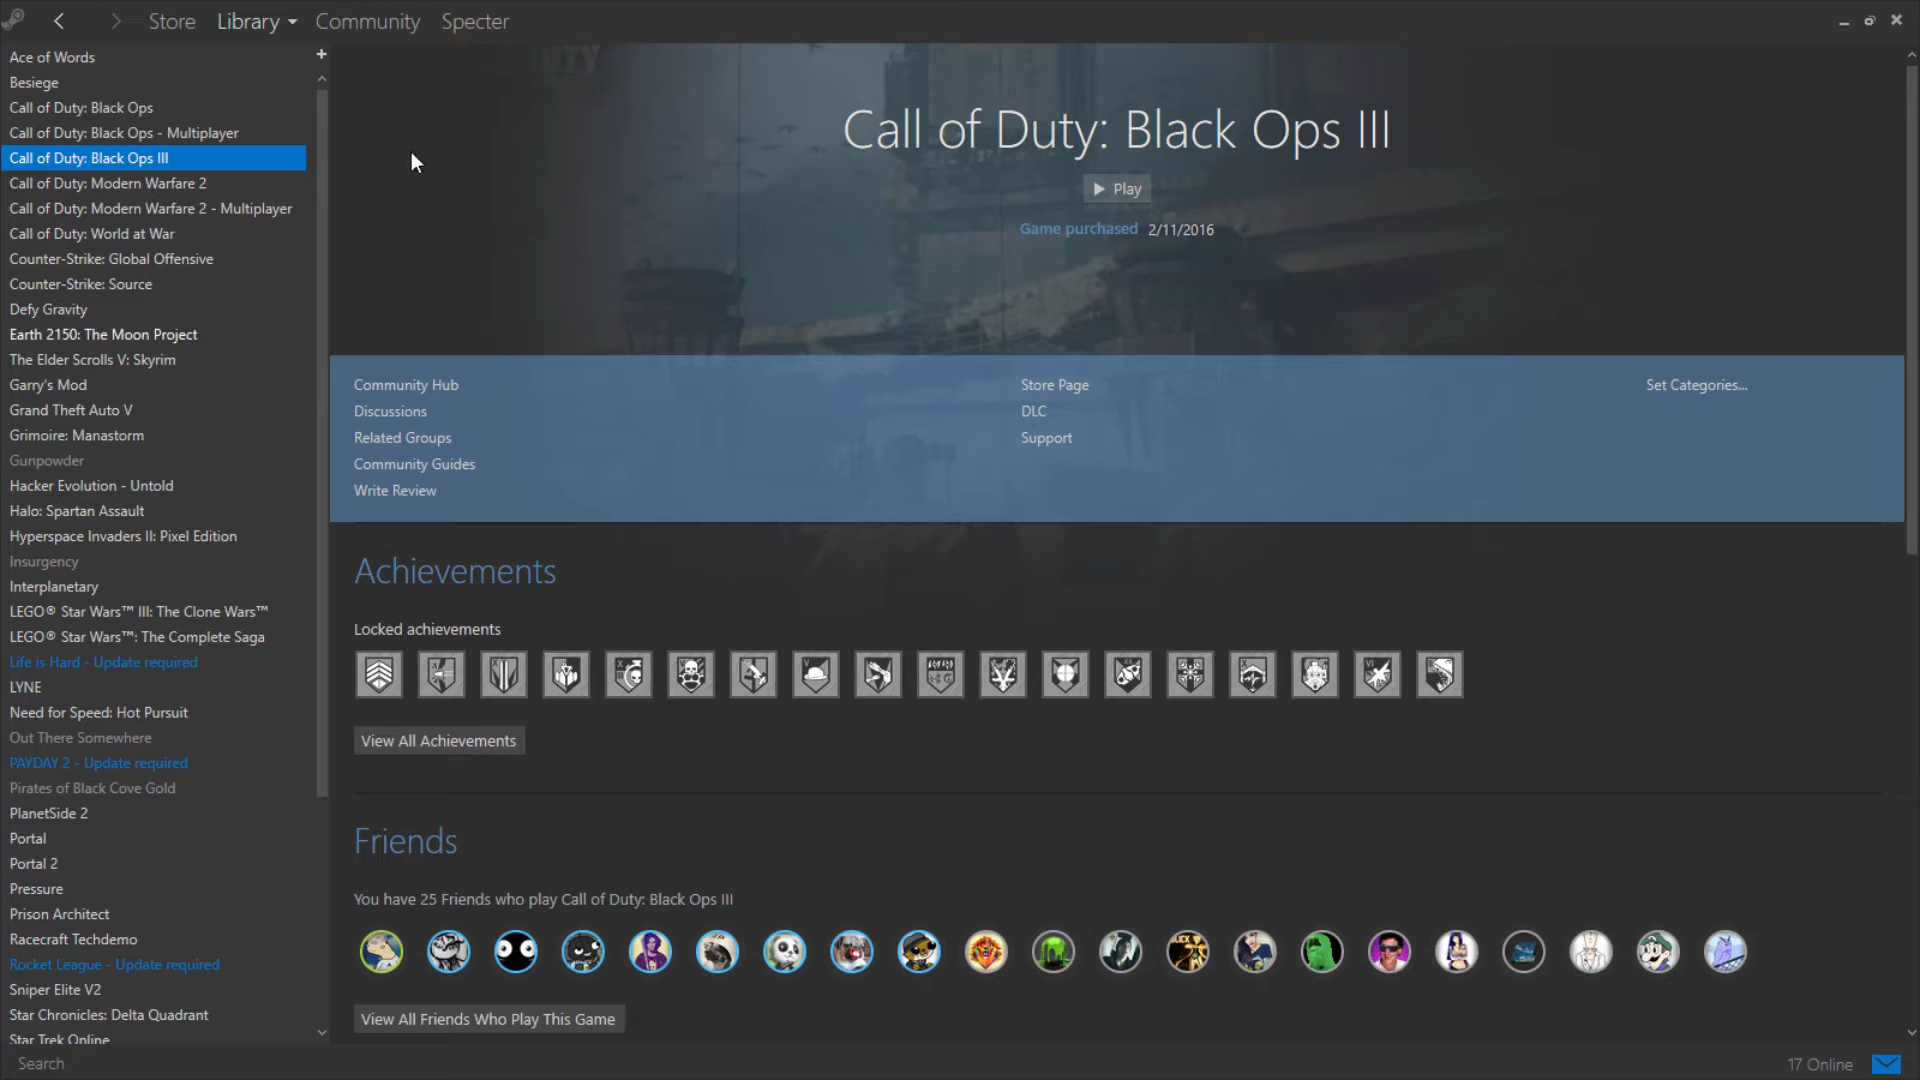 Store Library Community Specter
Ace of Words
Besiege
Call of Duty: Black Ops
Call of Duty: Black Ops - Multiplayer
Call of Duty: Black Ops III
Call of Duty: Modern Warfare 2
Call of Duty: Modern Warfare 2 - Multiplayer
Call of Duty: World at War
Counter-Strike: Global Offensive
Counter-Strike: Source
Defy Gravity
Earth 2150: The Moon Project
The Elder Scrolls V: Skyrim
Garry's Mod
Grand Theft Auto V
Grimoire: Manastorm
Gunpowder
Hacker Evolution - Untold
Halo: Spartan Assault
Hyperspace Invaders II: Pixel Edition
Insurgency
Interplanetary
LEGO® Star Wars™ III: The Clone Wars™
LEGO® Star Wars™: The Complete Saga
Life is Hard - Update required
LYNE
Need for Speed: Hot Pursuit
Out There Somewhere
PAYDAY 2 - Update required
Pirates of Black Cove Gold
PlanetSide 2
Portal
Portal 2
Pressure
Prison Architect
Racecraft Techdemo
Rocket League - Update required
Sniper Elite V2
Star Chronicles: Delta Quadrant
Star Trek Online
Search
Call of Duty: Black Ops III
Play
Game purchased 2/11/2016
Community Hub
Discussions
Related Groups
Community Guides
Write Review
Store Page
DLC
Support
Set Categories...
Achievements
Locked achievements
View All Achievements
Friends
You have 25 Friends who play Call of Duty: Black Ops III
View All Friends Who Play This Game
17 Online